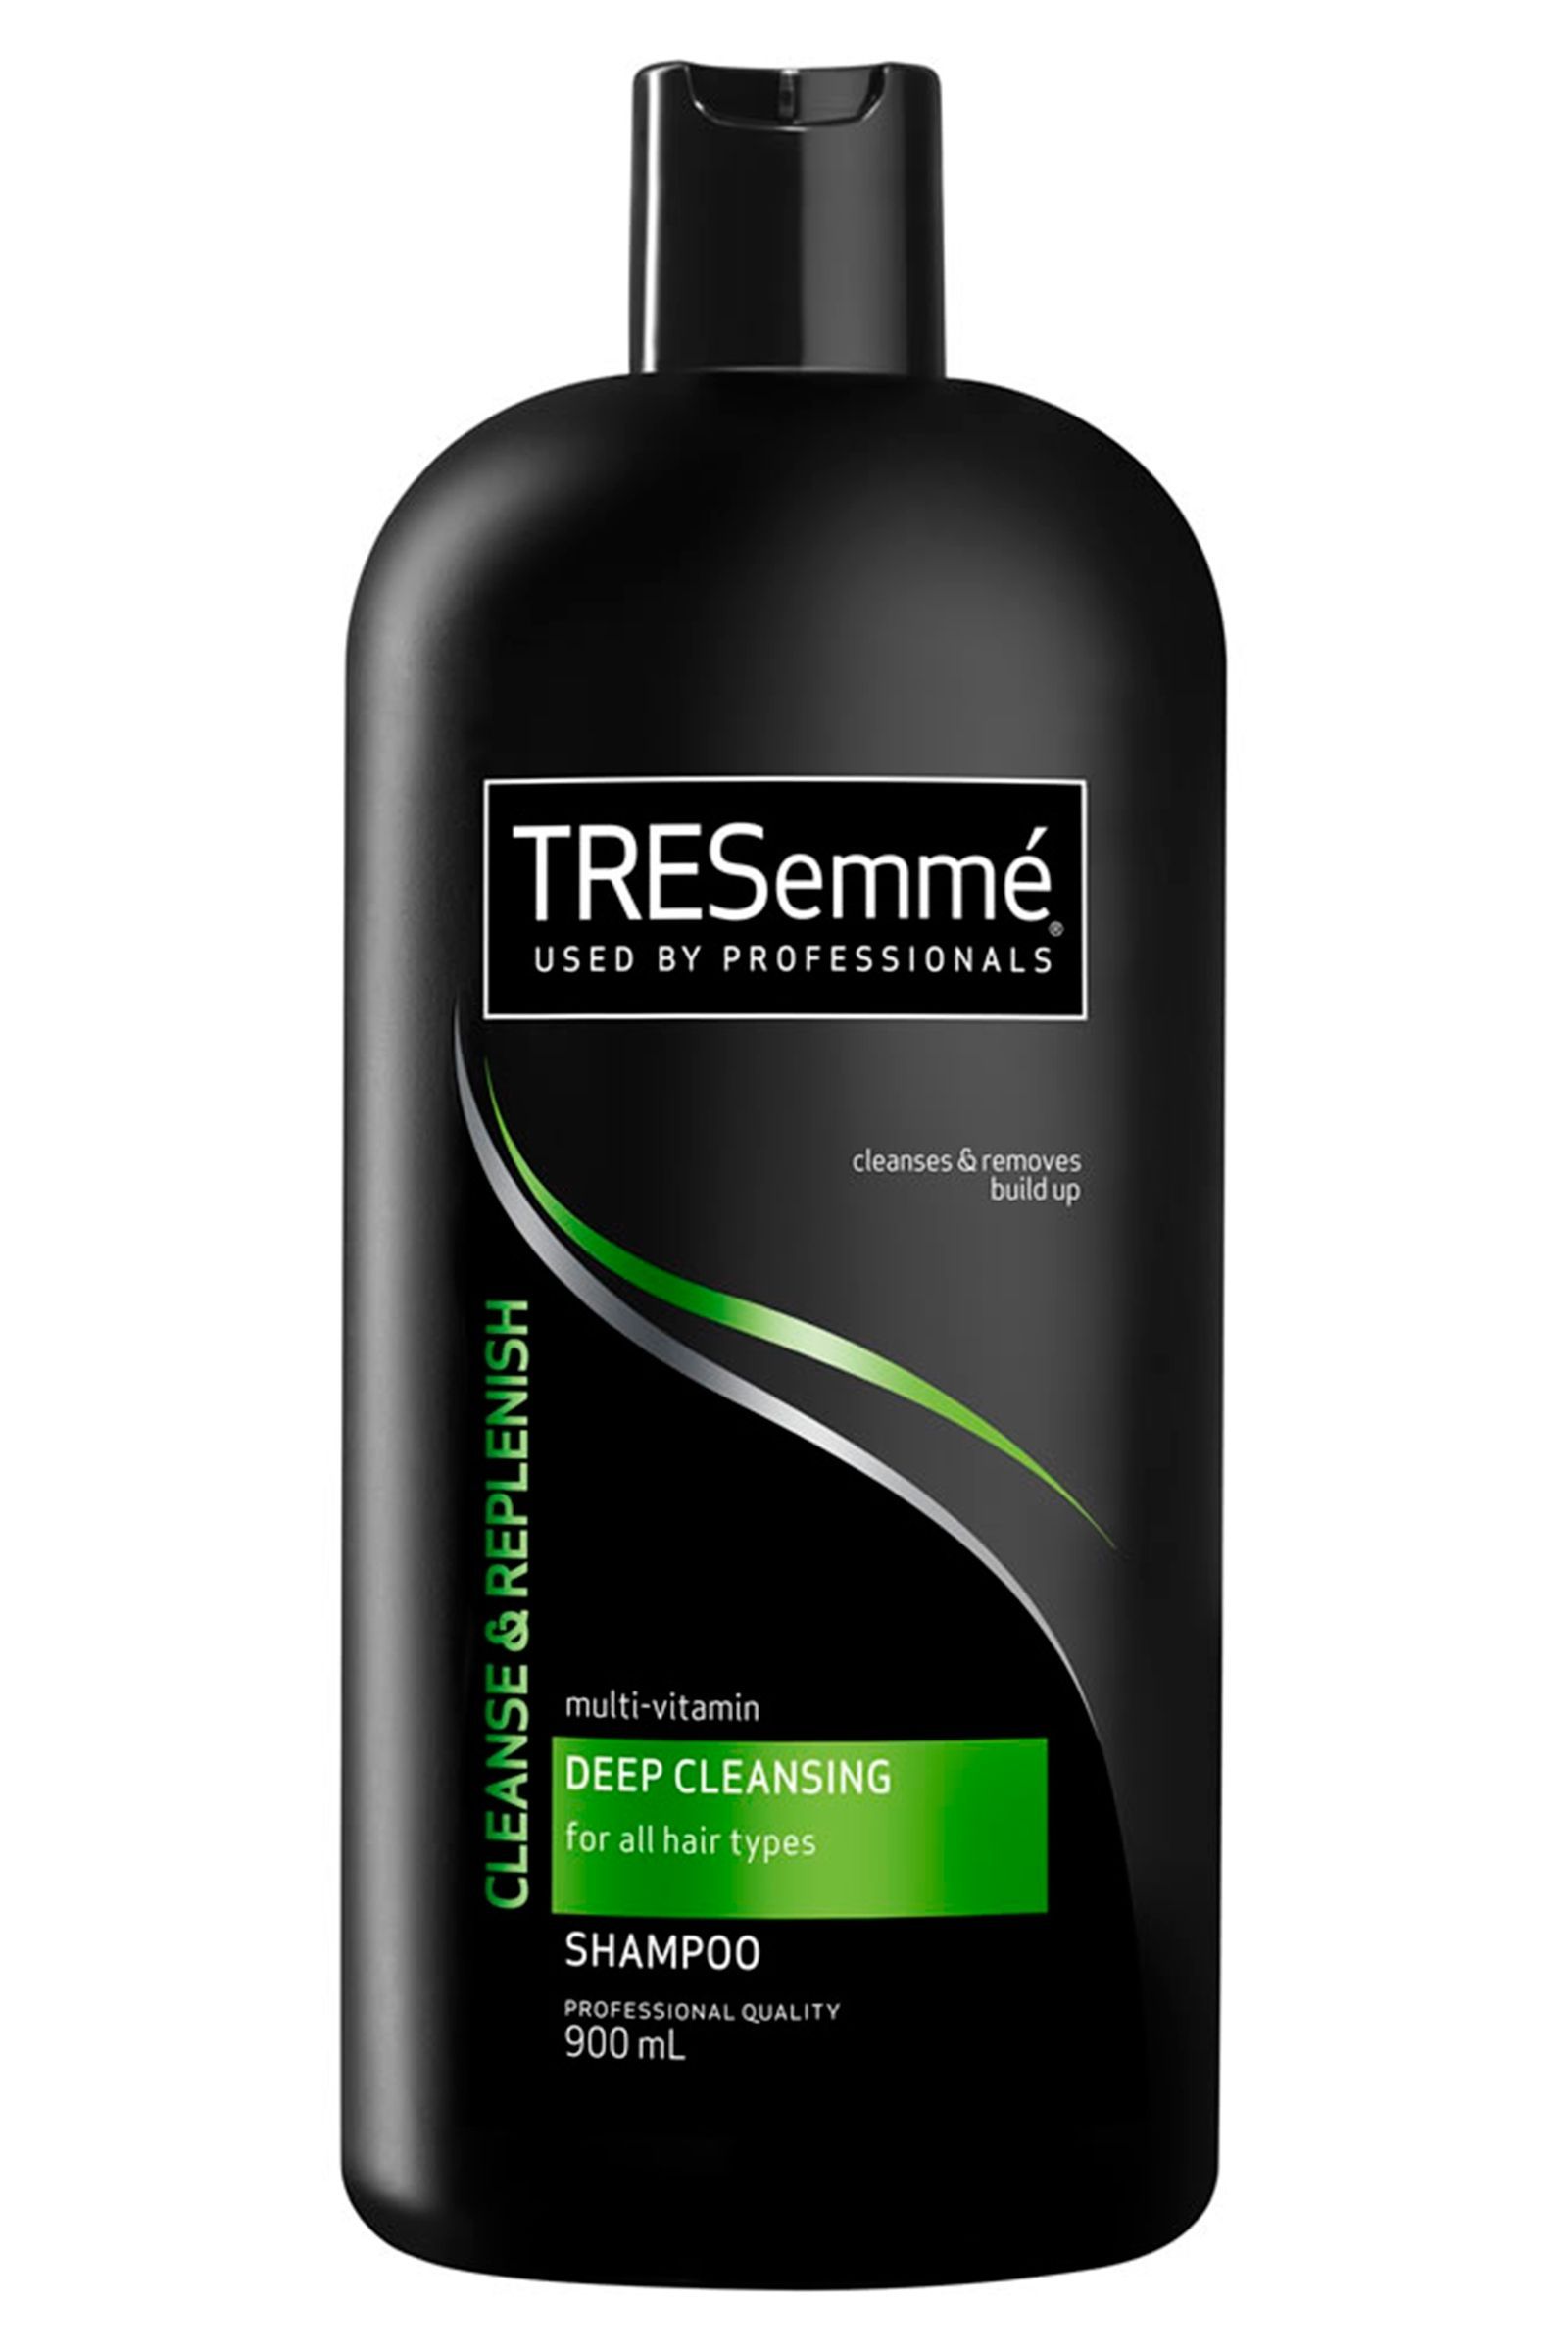 TRESemmé®
USED BY PROFESSIONALS
cleanses & removes
build up
CLEANSE & REPLENISH
multi-vitamin
DEEP CLEANSING
for all hair types
SHAMPOO
PROFESSIONAL QUALITY
900 mL